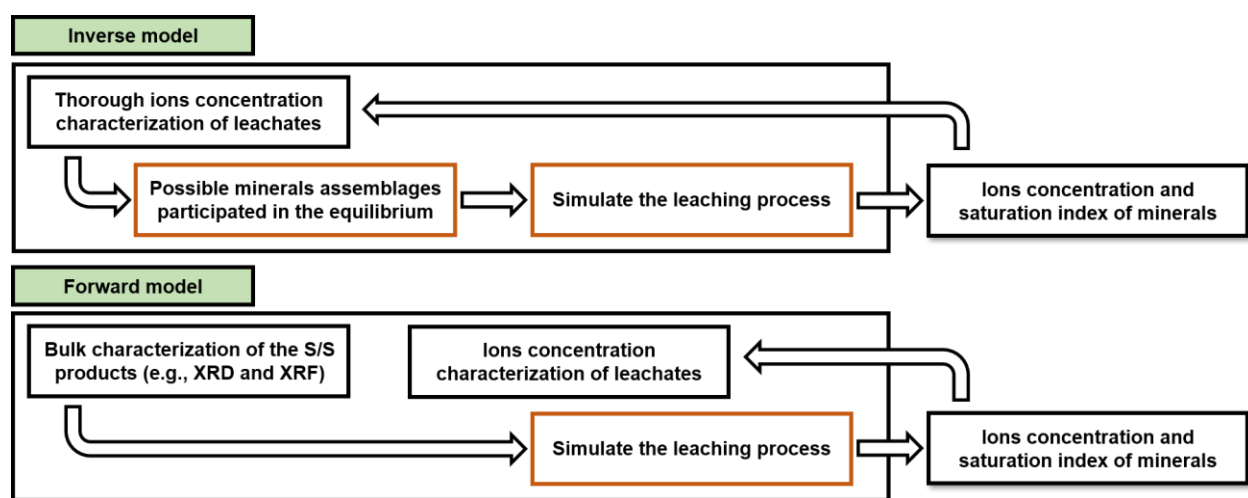 Inverse model
Thorough ions concentration
characterization of leachates
Possible minerals assemblages
participated in the equilibrium
Simulate the leaching process
Ions concentration and
saturation index of minerals
Forward model
Bulk characterization of the S/S
products (e.g., XRD and XRF)
Ions concentration
characterization of leachates
Simulate the leaching process
Ions concentration and
saturation index of minerals